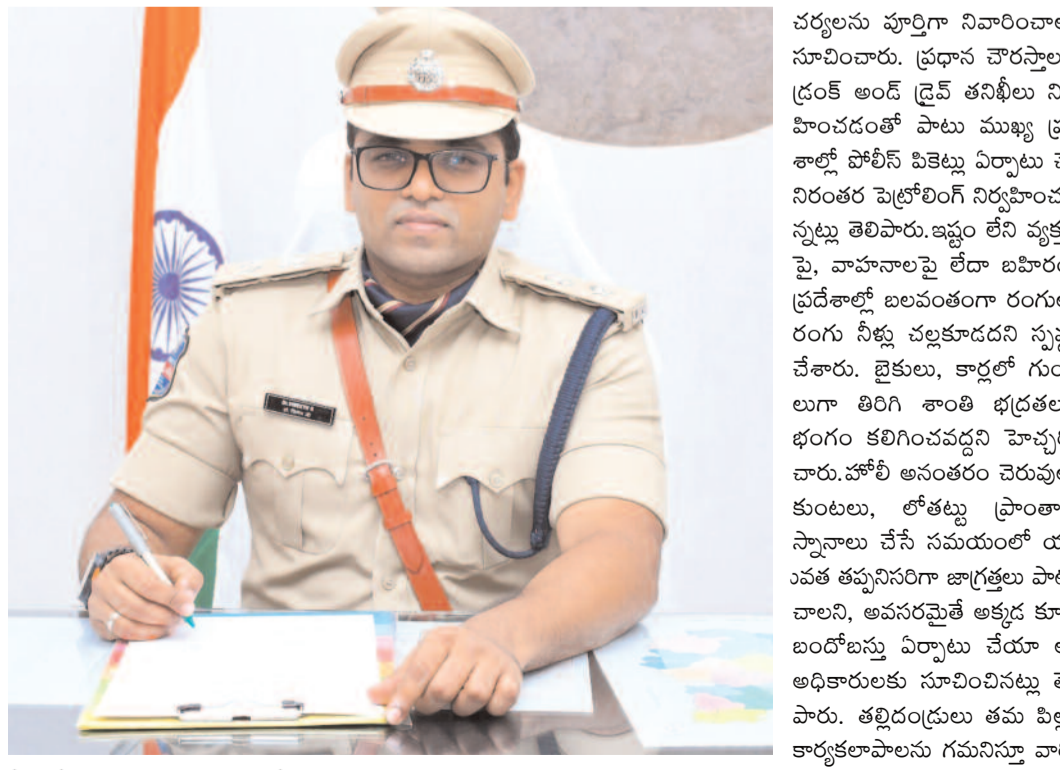 చర్యలను పూర్తిగా నివారించాల
సూచించారు. ప్రధాన చౌరస్తాల
డ్రంక్ అండ్ డ్రైవ్ తనిఖీలు ని
హించడంతో పాటు ముఖ్య ప్ర
శాల్లో పోలీస్ పికెట్లు ఏర్పాటు చే
నిరంతర పెట్రోలింగ్ నిర్వహించ
న్నట్లు తెలిపారు.ఇష్టం లేని వ్యక్
పై, వాహనాలపై లేదా బహిరం
ప్రదేశాల్లో బలవంతంగా రంగుల
రంగు నీళ్లు చల్లకూడదని స్పష్
చేశారు. బైకులు, కార్లలో గుం
లుగా తిరిగి శాంతి భద్రతల
భంగం కలిగించవద్దని హెచ్చరి
చారు.హోలీ అనంతరం చెరువుల
కుంటలు, లోతట్టు ప్రాంతా
స్నానాలు చేసే సమయంలో య
ువత తప్పనిసరిగా జాగ్రత్తలు పాట
చాలని, అవసరమైతే అక్కడ కూ
బందోబస్తు ఏర్పాటు చేయా ల
అధికారులకు సూచించినట్లు తె
పారు. తల్లిదండ్రులు తమ పిల్ల
కార్యకలాపాలను గమనిస్తూ వార